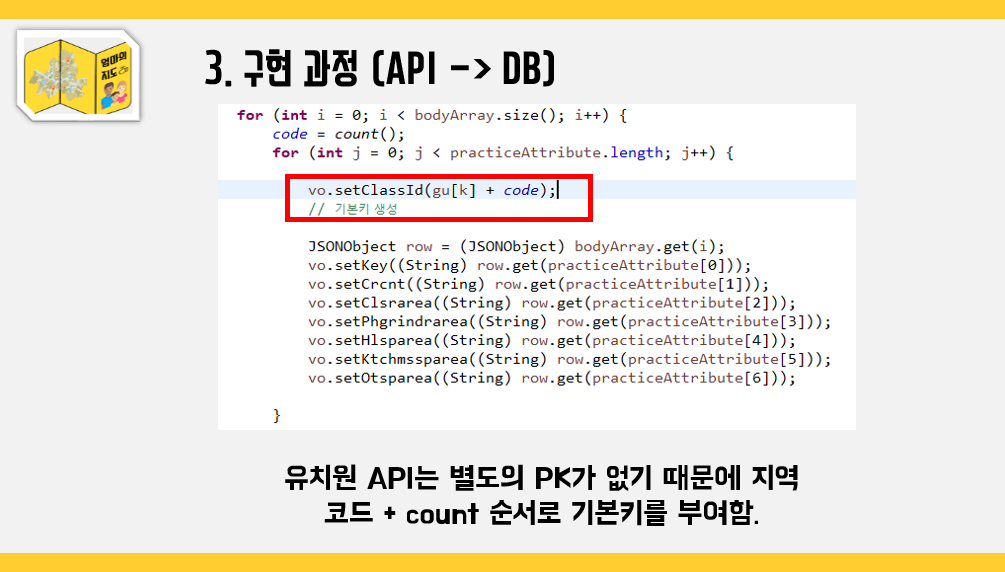 엄마의
지도
3. 구현 과정 (API -> DB)
for (int i = 0; i < bodyArray.size(); i++) {
code = count();
for (int j = 0; j < practiceAttribute.length; j++) {
vo.setClassId(gu[k] + code);
// 기본키 생성
JSONObject row = (JSONObject) bodyArray.get(i);
vo.setKey((String) row.get(practiceAttribute[0]));
vo.setCrcnt((String) row.get(practiceAttribute[1]));
vo.setClsrarea((String) row.get(practiceAttribute[2]));
vo.setPhgrindrarea((String) row.get(practiceAttribute[3]));
vo.setHlsparea((String) row.get(practiceAttribute[4]));
vo.setKtchmssparea((String) row.get(practiceAttribute[5]));
vo.setOtsparea((String) row.get(practiceAttribute[6]));
}
유치원 API는 별도의 PK가 없기 때문에 지역
코드 + count 순서로 기본키를 부여함.